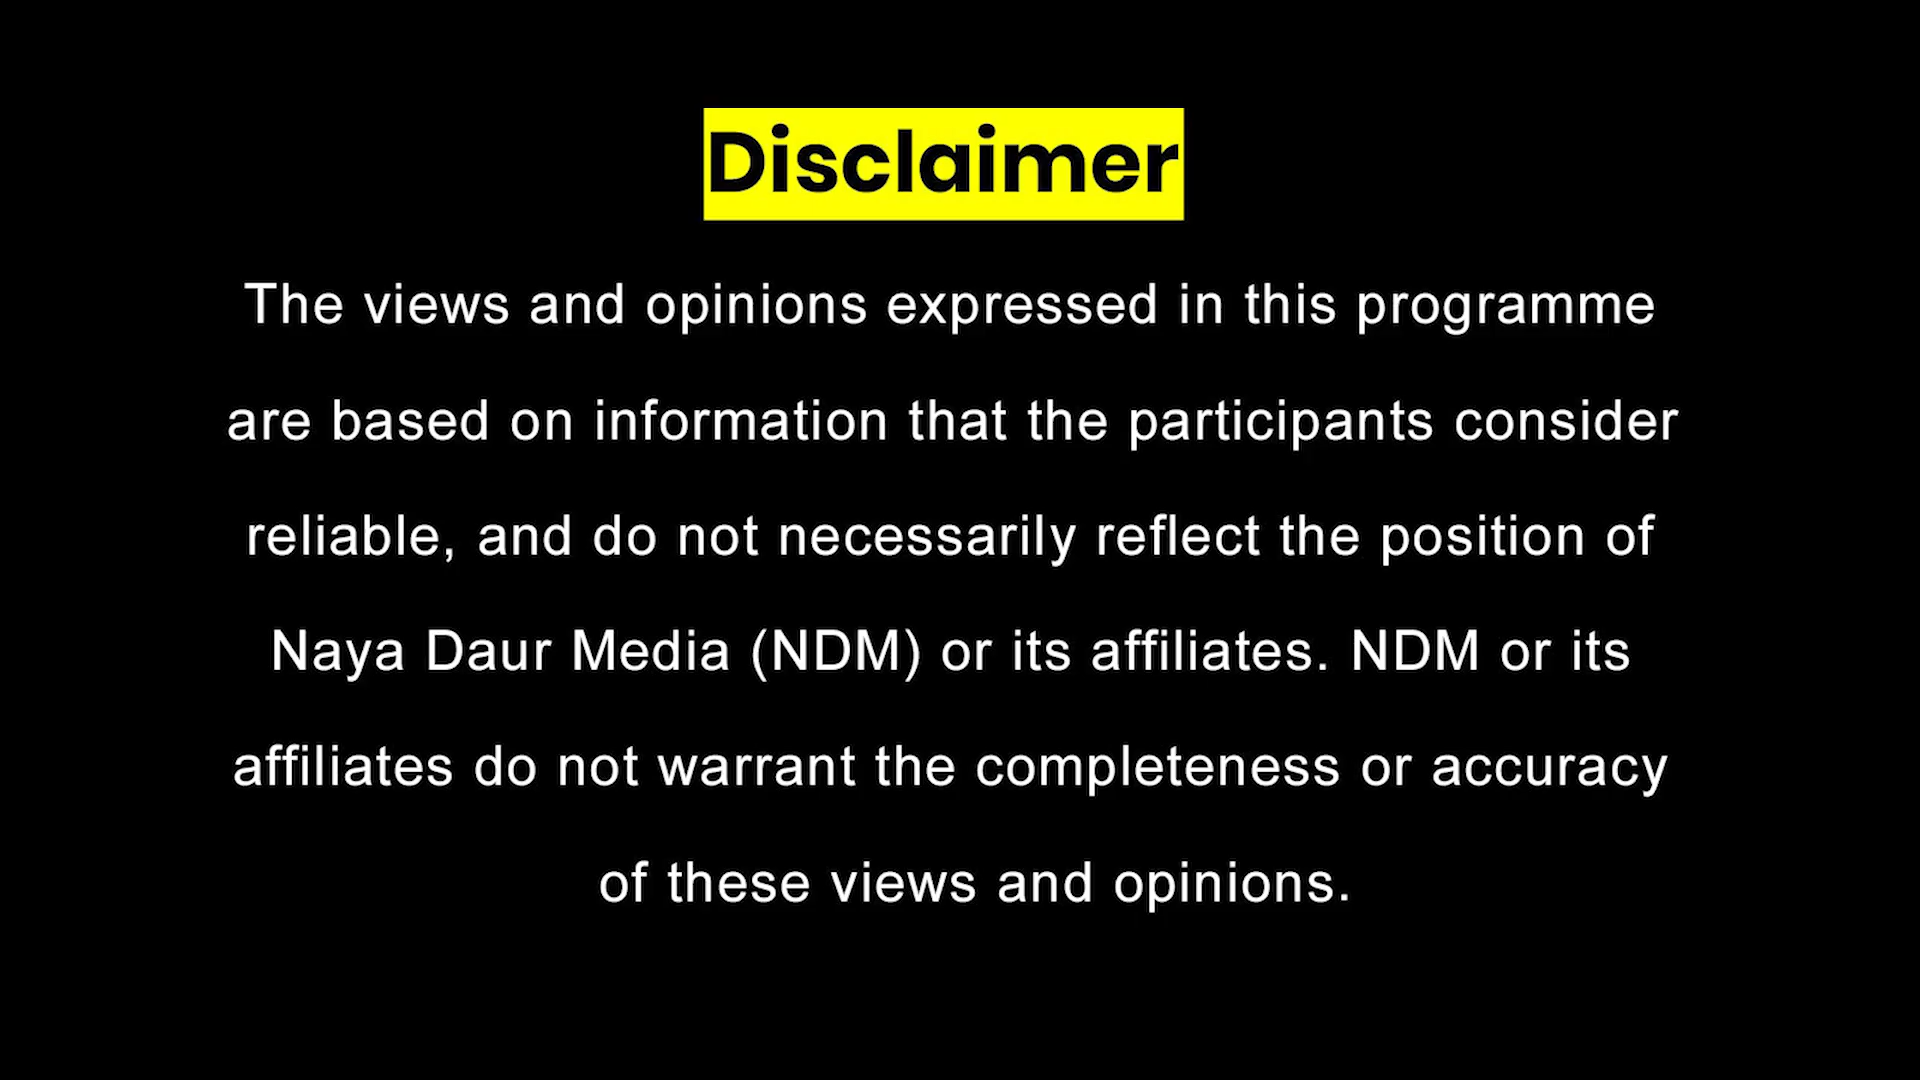 Disclaimer
The views and opinions expressed in this programme
are based on information that the participants consider
reliable, and do not necessarily reflect the position of
Naya Daur Media (NDM) or its affiliates. NDM or its
affiliates do not warrant the completeness or accuracy
of these views and opinions.